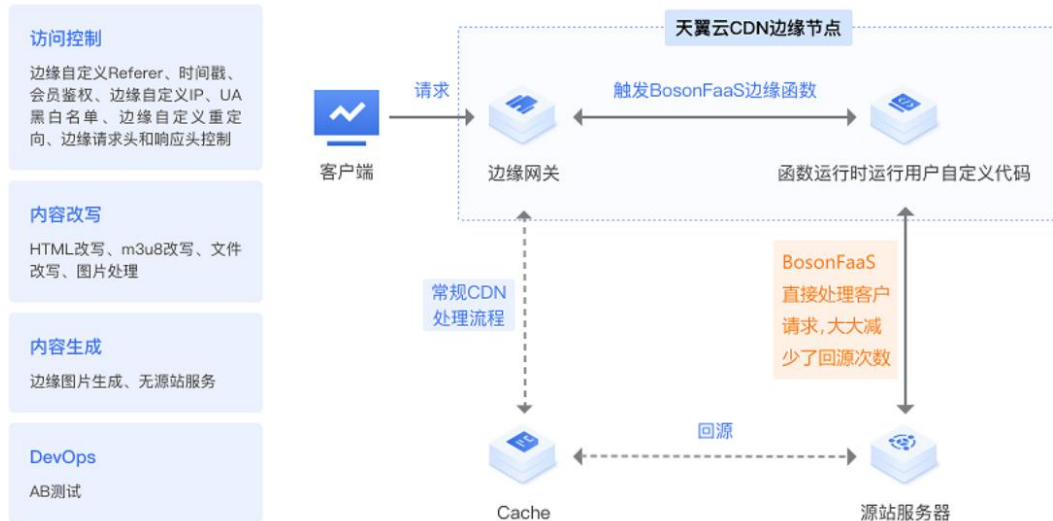 访问控制
边缘自定义Referer、时间戳、
会员鉴权、边缘自定义IP、UA
黑白名单、边缘自定义重定
向、边缘请求头和响应头控制
内容改写
HTML改写、m3u8改写、文件
改写、图片处理
内容生成
边缘图片生成、无源站服务
DevOps
AB测试
天翼云CDN边缘节点
请求
触发BosonFaaS边缘函数
客户端
边缘网关
函数运行时运行用户自定义代码
常规CDN
处理流程
BosonFaaS
直接处理客户
请求,大大减
少了回源次数
回源
Cache
源站服务器